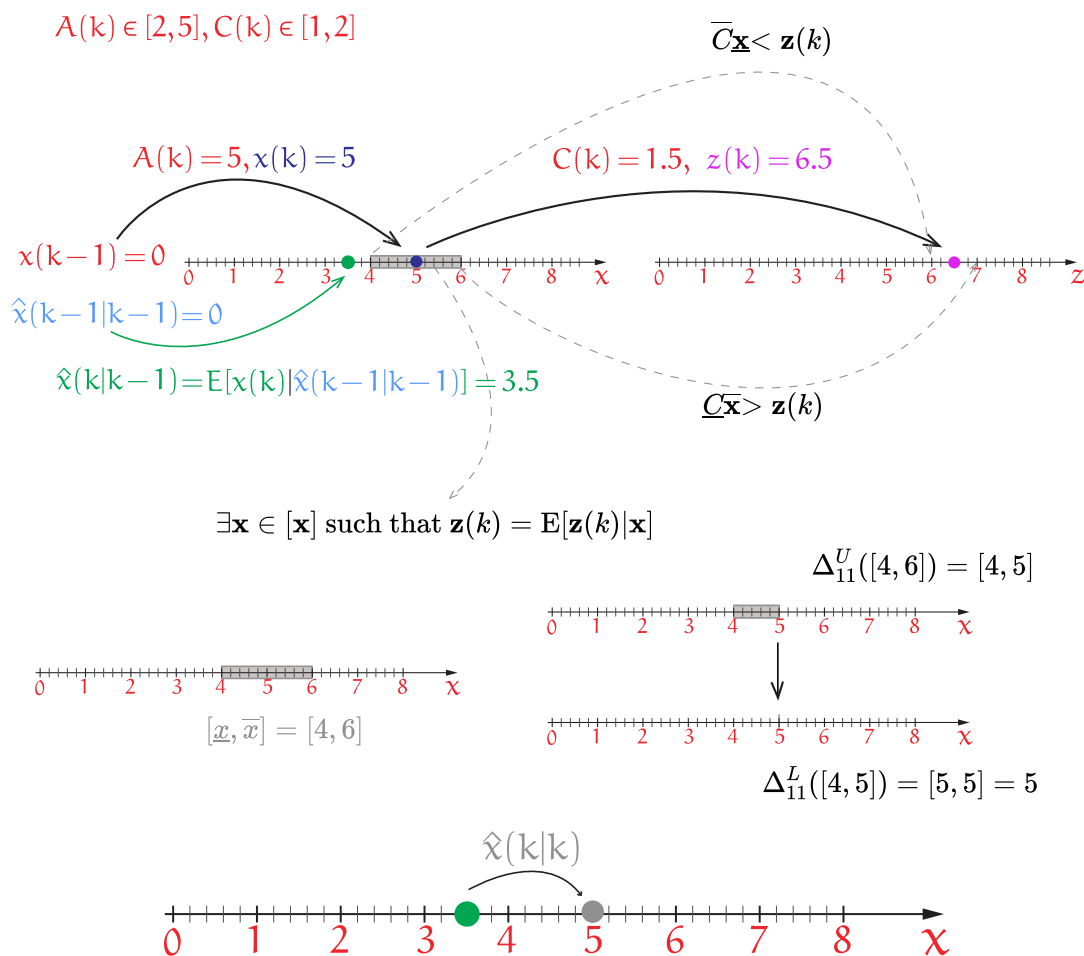 A(k) ∈ [2,5], C(k) ∈ [1,2]
C̅x̲ < z(k)
A(k) = 5, x(k) = 5
C(k) = 1.5, z(k) = 6.5
x(k−1) = 0
0 1 2 3 4 5 6 7 8 x
0 1 2 3 4 5 6 7 8 z
x̂(k−1|k−1) = 0
x̂(k|k−1) = E[x(k)|x̂(k−1|k−1)] = 3.5
C̲x̅ > z(k)
∃x ∈ [x] such that z(k) = E[z(k)|x]
Δ₁₁ᵁ([4,6]) = [4,5]
0 1 2 3 4 5 6 7 8 x
0 1 2 3 4 5 6 7 8 x
[x̲, x̅] = [4,6]
0 1 2 3 4 5 6 7 8 x
Δ₁₁ᴸ([4,5]) = [5,5] = 5
x̂(k|k)
0 1 2 3 4 5 6 7 8 x